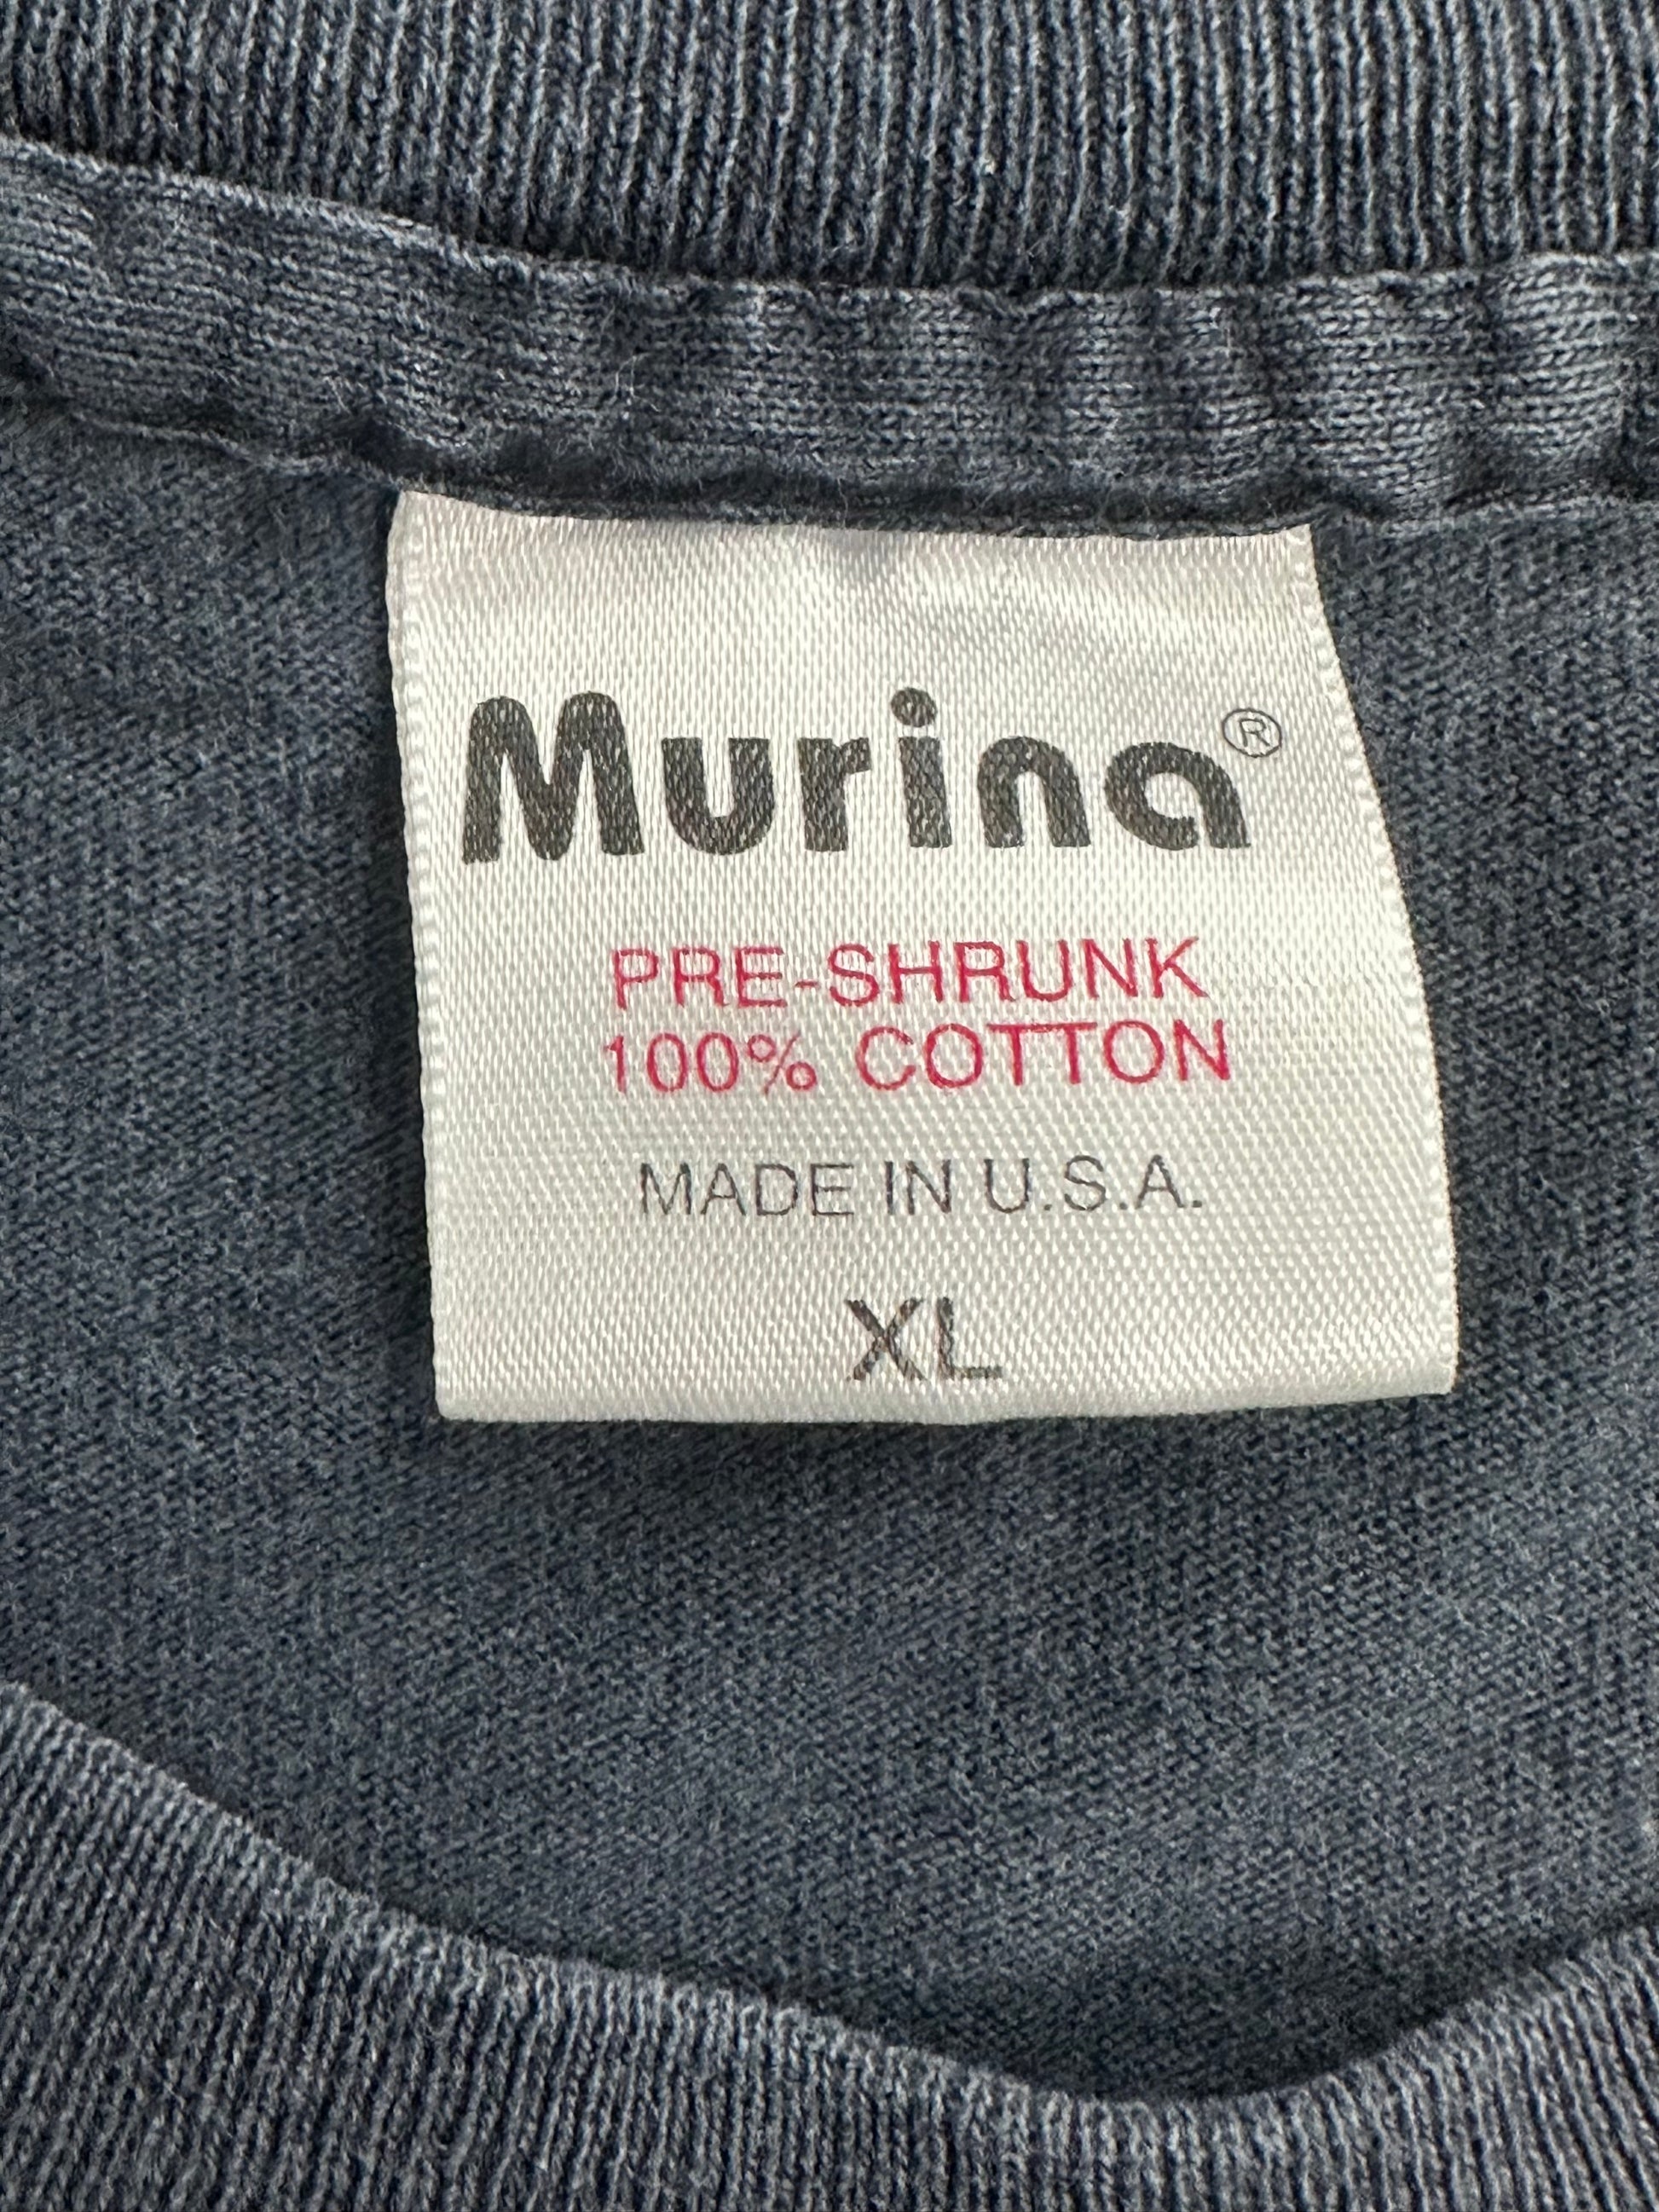 Murina®
PRE-SHRUNK
100% COTTON
MADE IN U.S.A.
XL